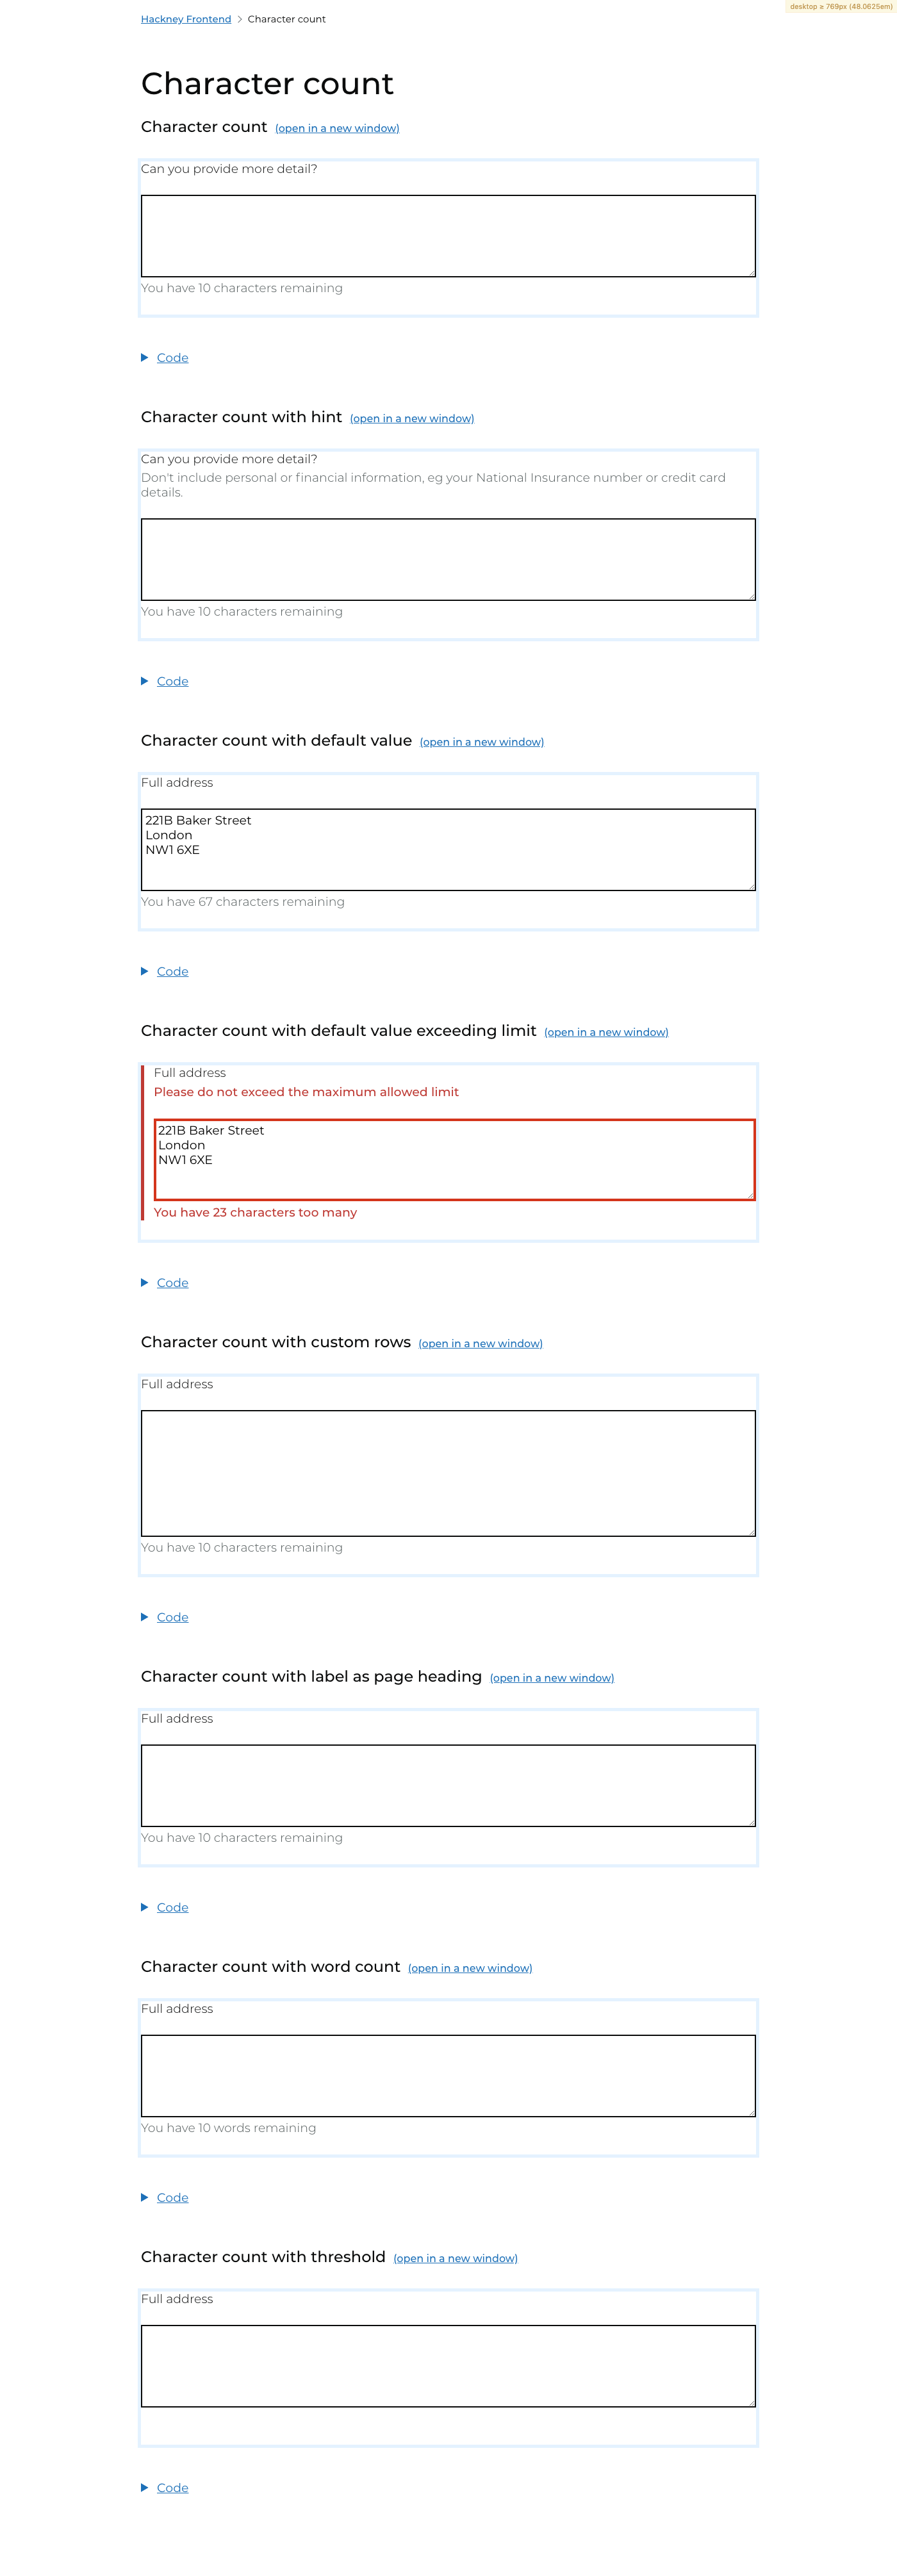 desktop ≥ 769px (48.0625em)
Hackney Frontend > Character count
Character count
Character count (open in a new window)
Can you provide more detail?
You have 10 characters remaining
Code
Character count with hint (open in a new window)
Can you provide more detail?
Don't include personal or financial information, eg your National Insurance number or credit card
details.
You have 10 characters remaining
Code
Character count with default value (open in a new window)
Full address
221B Baker Street
London
NW1 6XE
You have 67 characters remaining
Code
Character count with default value exceeding limit (open in a new window)
Full address
Please do not exceed the maximum allowed limit
221B Baker Street
London
NW1 6XE
You have 23 characters too many
Code
Character count with custom rows (open in a new window)
Full address
You have 10 characters remaining
Code
Character count with label as page heading (open in a new window)
Full address
You have 10 characters remaining
Code
Character count with word count (open in a new window)
Full address
You have 10 words remaining
Code
Character count with threshold (open in a new window)
Full address
Code